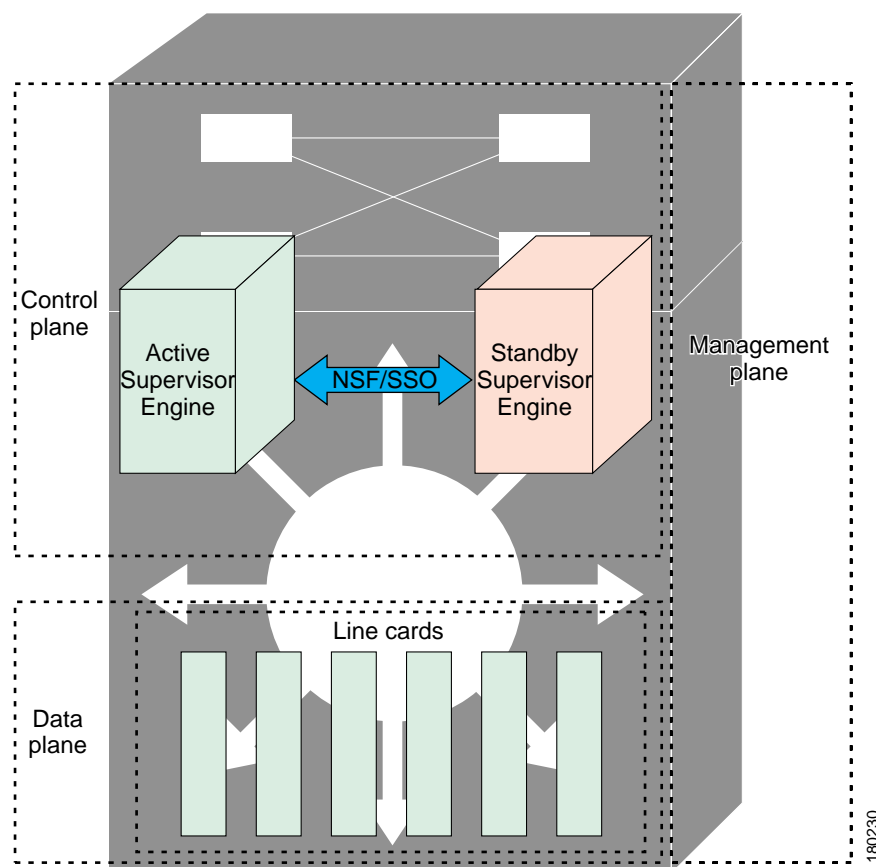 Control
plane
Active
Supervisor
Engine
NSF/SSO
Standby
Supervisor
Engine
Management
plane
Line cards
Data
plane
180230